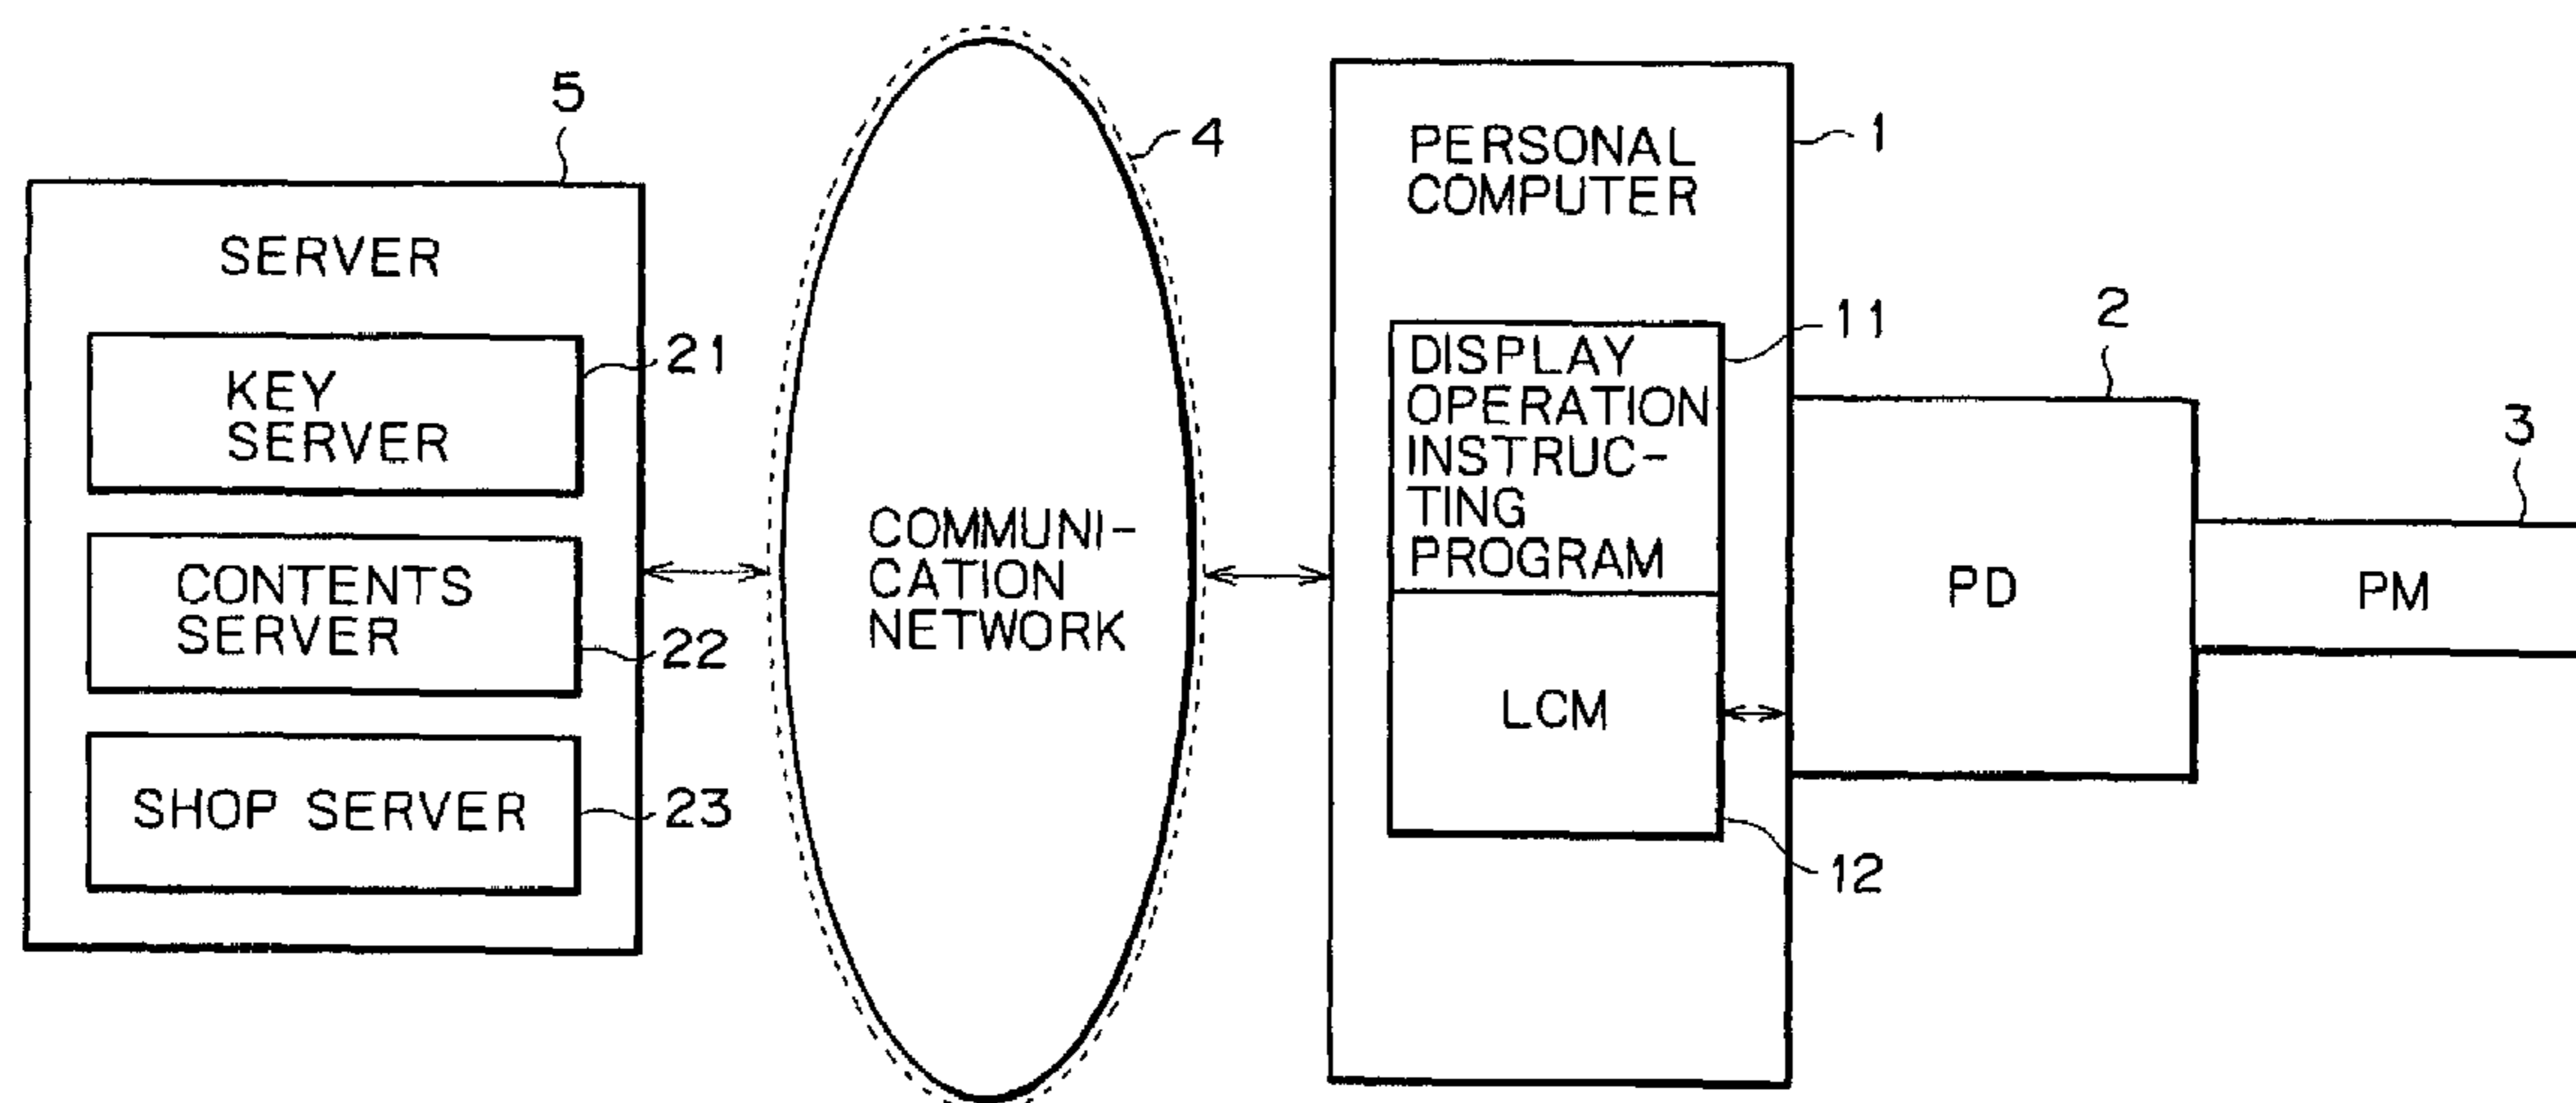 5
SERVER
KEY
SERVER
21
CONTENTS
SERVER
22
SHOP SERVER
23
4
COMMUNI-
CATION
NETWORK
1
PERSONAL
COMPUTER
11
DISPLAY
OPERATION
INSTRUC-
TING
PROGRAM
LCM
12
2
PD
3
PM